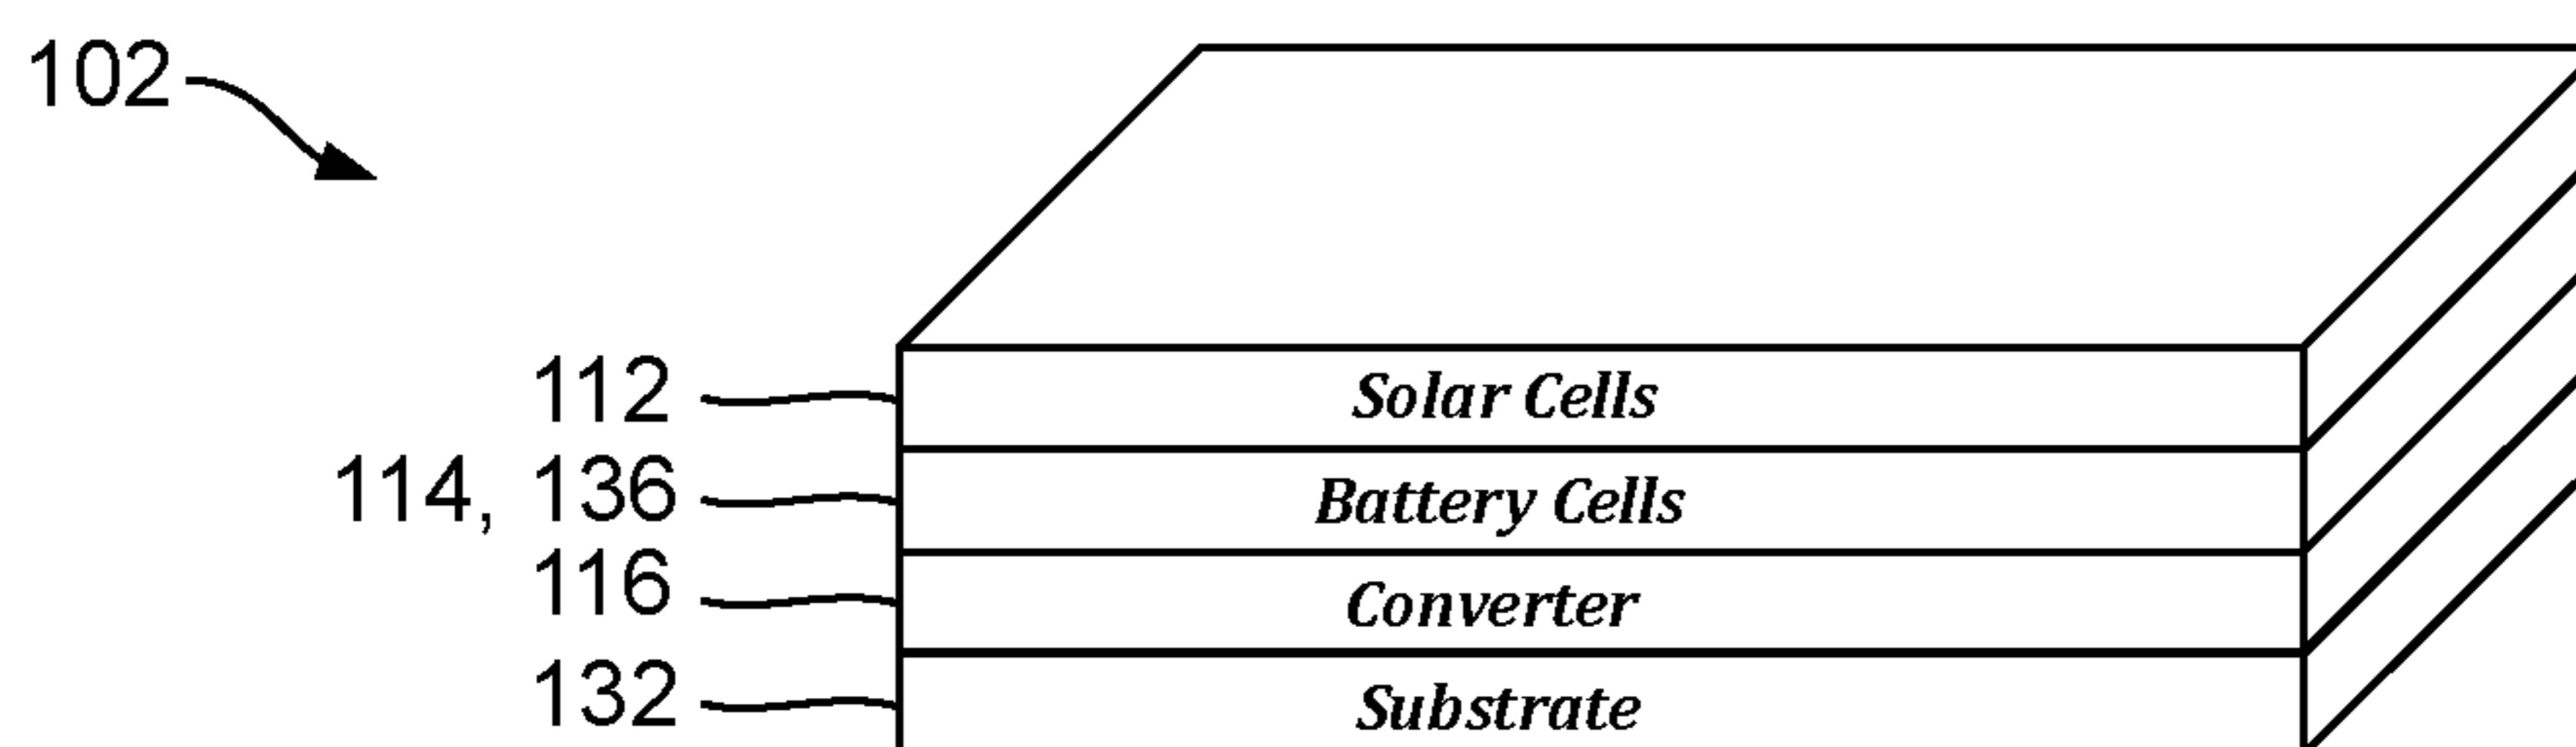 102
112 Solar Cells
114, 136 Battery Cells
116 Converter
132 Substrate